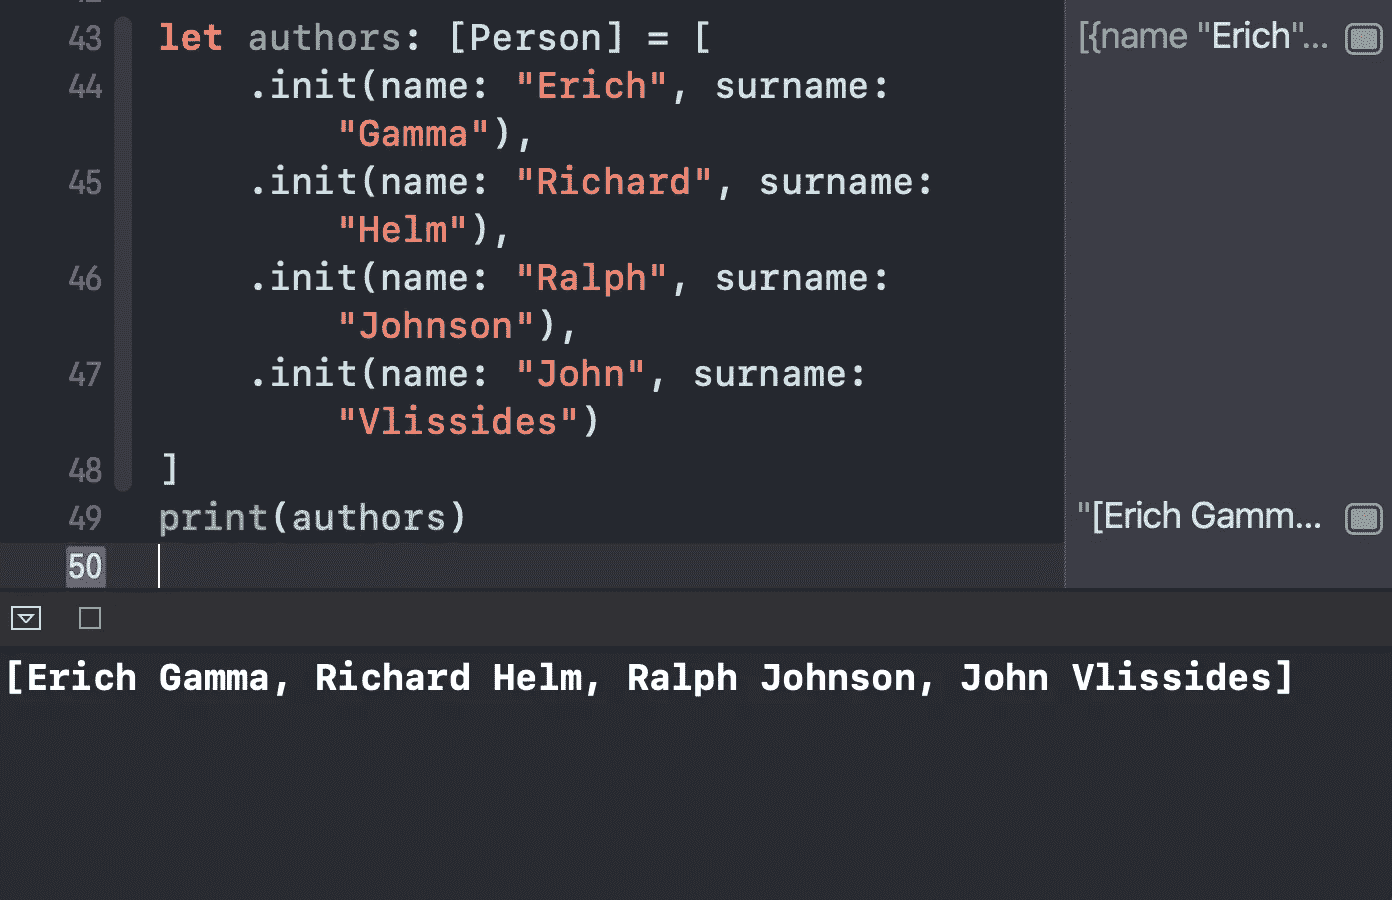 43 let authors: [Person] = [ [{name "Erich"...
44 .init(name: "Erich", surname:
"Gamma"),
45 .init(name: "Richard", surname:
"Helm"),
46 .init(name: "Ralph", surname:
"Johnson"),
47 .init(name: "John", surname:
"Vlissides")
48 ]
49 print(authors) "[Erich Gamm...
50
[Erich Gamma, Richard Helm, Ralph Johnson, John Vlissides]